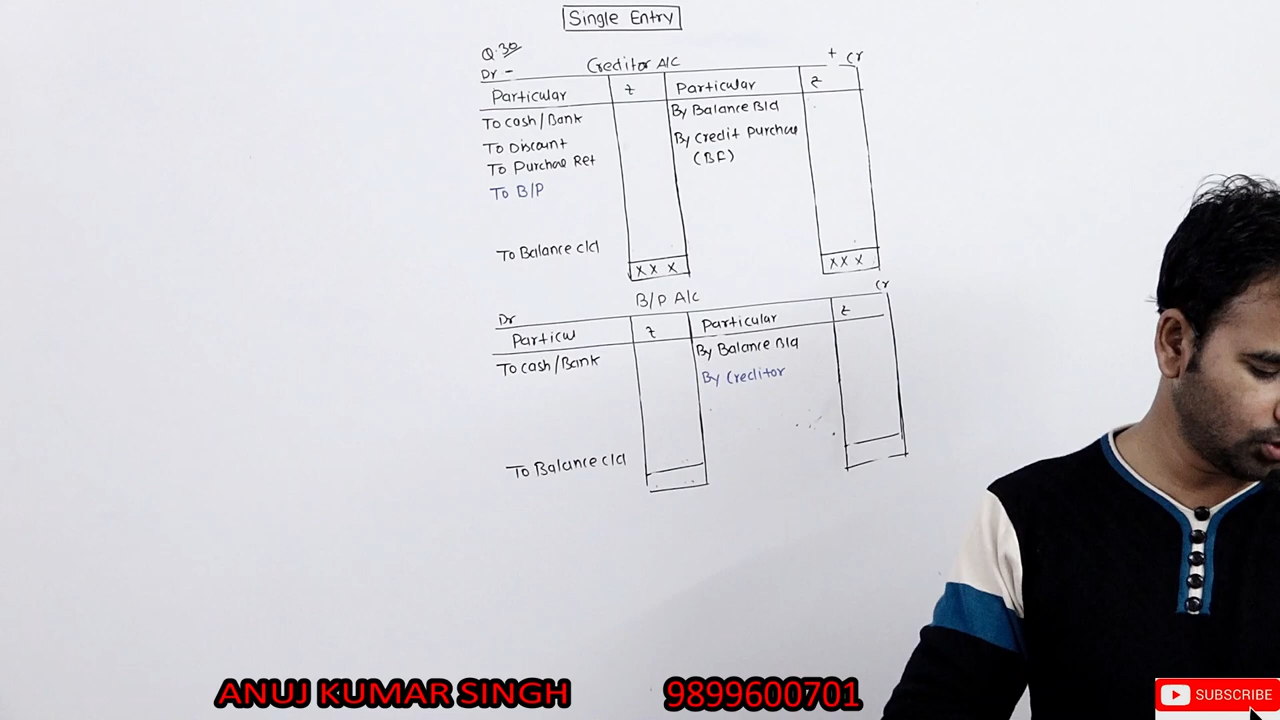 Single Entry
Q.30
Dr -
Creditor A/C
+ Cr
Particular ₹ Particular ₹
To Cash/Bank
By Balance B/d
To Discount
By Credit Purchase
To Purchase Ret
(BF)
To B/P
To Balance c/d
XXX XXX
B/P A/C
Dr
Cr
Particu ₹ Particular ₹
To Cash/Bank
By Balance B/d
By Creditor
To Balance c/d
ANUJ KUMAR SINGH 9899600701
SUBSCRIBE